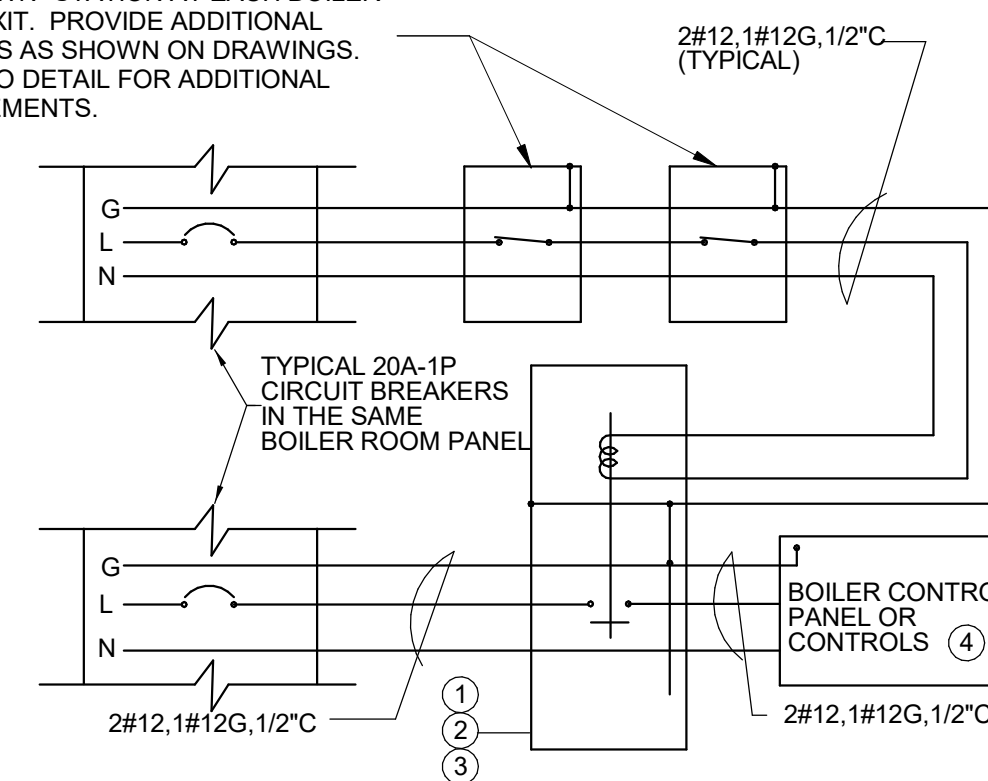 XIT. PROVIDE ADDITIONAL
S AS SHOWN ON DRAWINGS.
O DETAIL FOR ADDITIONAL
EMENTS.
2#12,1#12G,1/2"C
(TYPICAL)
G
L
N
TYPICAL 20A-1P
CIRCUIT BREAKERS
IN THE SAME
BOILER ROOM PANEL
G
L
N
BOILER CONTRO
PANEL OR
CONTROLS 4
2#12,1#12G,1/2"C
1
2
3
2#12,1#12G,1/2"C